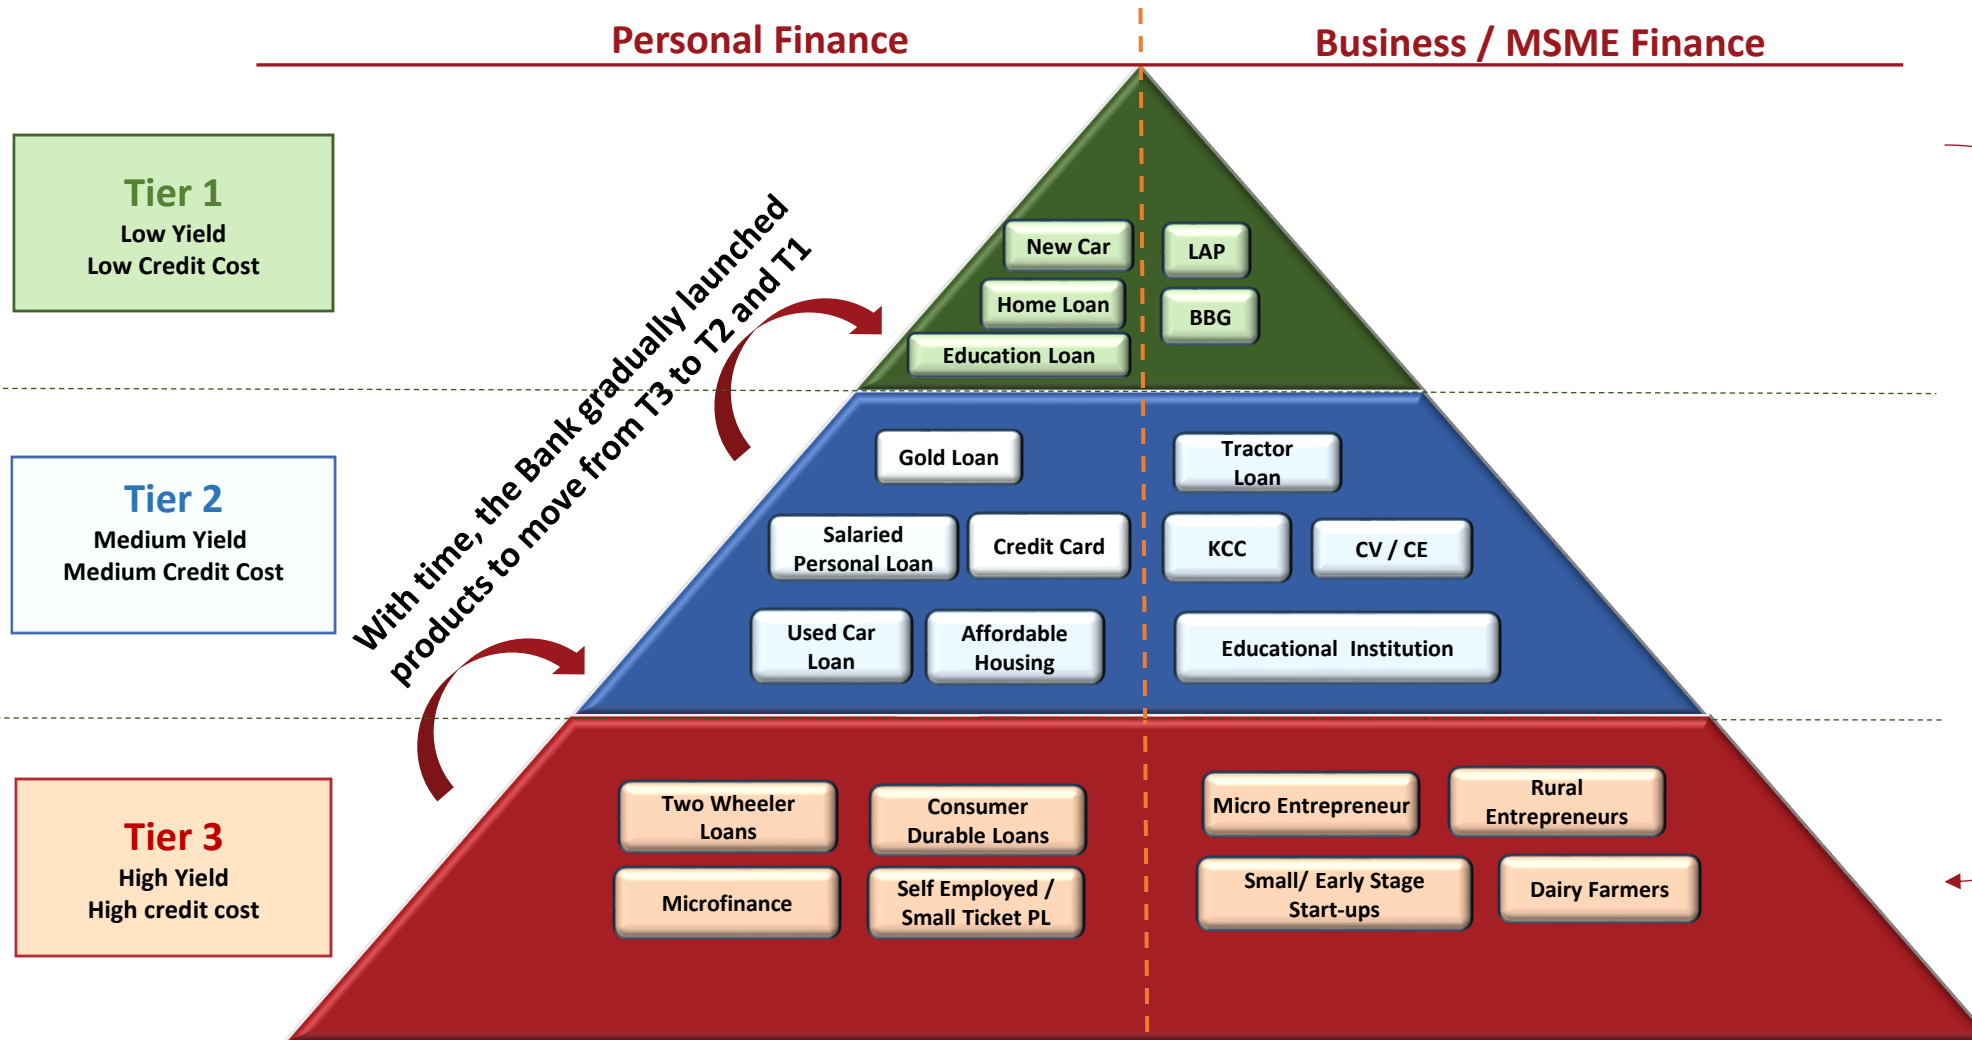 Personal Finance
Business / MSME Finance
Tier 1
Low Yield
Low Credit Cost
With time, the Bank gradually launched
products to move from T3 to T2 and T1
New Car
Home Loan
Education Loan
LAP
BBG
Tier 2
Medium Yield
Medium Credit Cost
Gold Loan
Salaried
Personal Loan
Credit Card
Used Car
Loan
Affordable
Housing
Tractor
Loan
KCC
CV / CE
Educational Institution
Tier 3
High Yield
High credit cost
Two Wheeler
Loans
Consumer
Durable Loans
Microfinance
Self Employed /
Small Ticket PL
Micro Entrepreneur
Rural
Entrepreneurs
Small/ Early Stage
Start-ups
Dairy Farmers